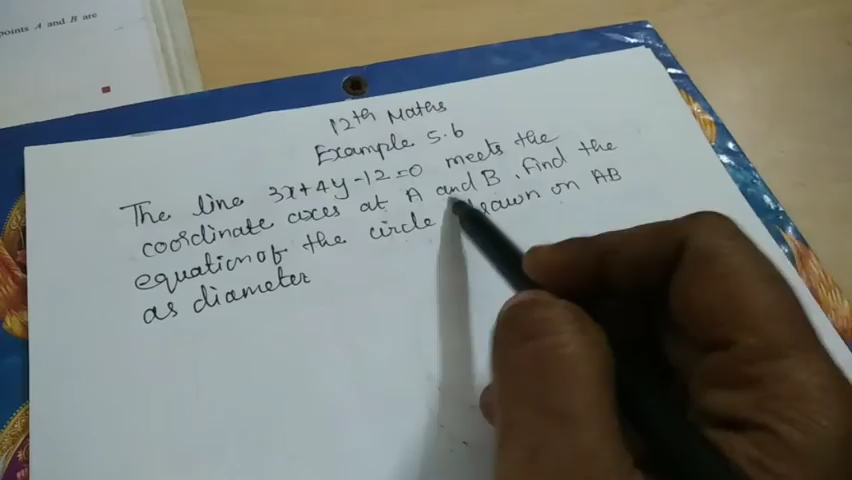 points A and B are
12th Maths
Example 5.6
The line 3x+4y-12=0 meets the
coordinate axes at A and B. Find the
equation of the circle drawn on AB
as diameter